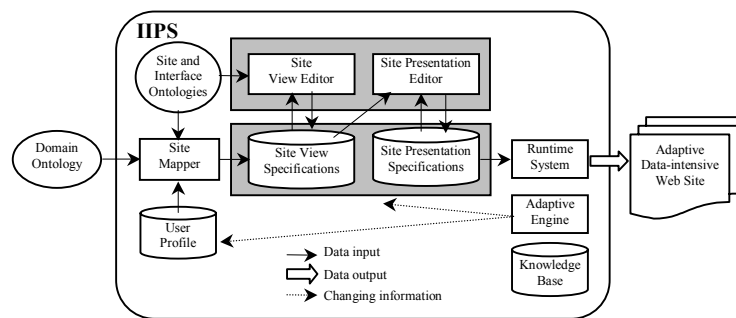 IIPS
Site and
Interface
Ontologies
Site
View Editor
Site Presentation
Editor
Domain
Ontology
Site
Mapper
Site View
Specifications
Site Presentation
Specifications
Runtime
System
Adaptive
Data-intensive
Web Site
User
Profile
Adaptive
Engine
Knowledge
Base
Data input
Data output
Changing information